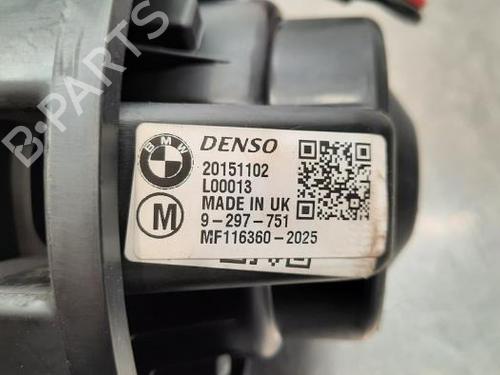 B-PARTS
BMW
DENSO
20151102
L00013
MADE IN UK
M
9-297-751
MF116360-2025